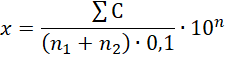 x = ∑ C / ((n₁ + n₂) · 0,1) · 10ⁿ